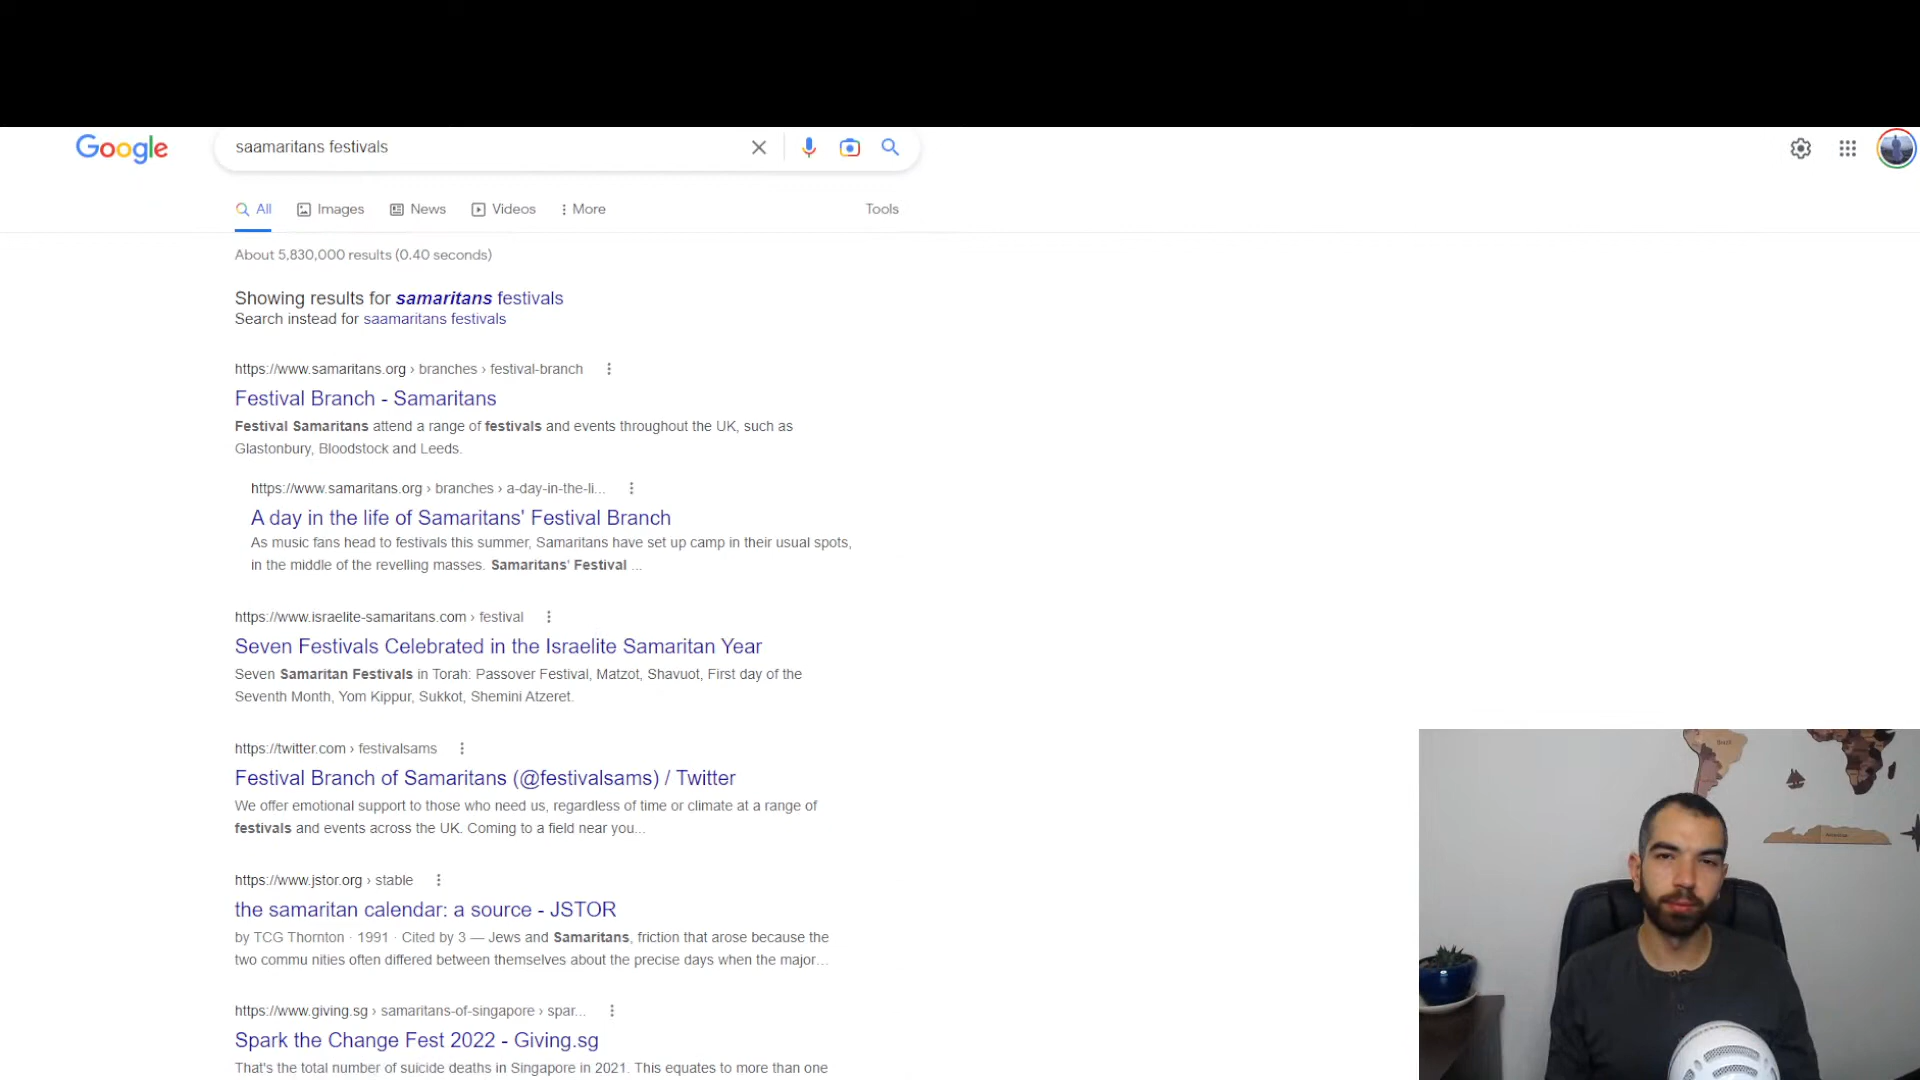 Google
saamaritans festivals
All
Images
News
Videos
More
Tools
About 5,830,000 results (0.40 seconds)
Showing results for samaritans festivals
Search instead for saamaritans festivals
https://www.samaritans.org › branches › festival-branch
Festival Branch - Samaritans
Festival Samaritans attend a range of festivals and events throughout the UK, such as
Glastonbury, Bloodstock and Leeds.
https://www.samaritans.org › branches › a-day-in-the-li...
A day in the life of Samaritans' Festival Branch
As music fans head to festivals this summer, Samaritans have set up camp in their usual spots,
in the middle of the revelling masses. Samaritans' Festival ...
https://www.israelite-samaritans.com › festival
Seven Festivals Celebrated in the Israelite Samaritan Year
Seven Samaritan Festivals in Torah: Passover Festival, Matzot, Shavuot, First day of the
Seventh Month, Yom Kippur, Sukkot, Shemini Atzeret.
https://twitter.com › festivalsams
Festival Branch of Samaritans (@festivalsams) / Twitter
We offer emotional support to those who need us, regardless of time or climate at a range of
festivals and events across the UK. Coming to a field near you...
https://www.jstor.org › stable
the samaritan calendar: a source - JSTOR
by TCG Thornton · 1991 · Cited by 3 — Jews and Samaritans, friction that arose because the
two commu nities often differed between themselves about the precise days when the major...
https://www.giving.sg › samaritans-of-singapore › spar...
Spark the Change Fest 2022 - Giving.sg
That's the total number of suicide deaths in Singapore in 2021. This equates to more than one